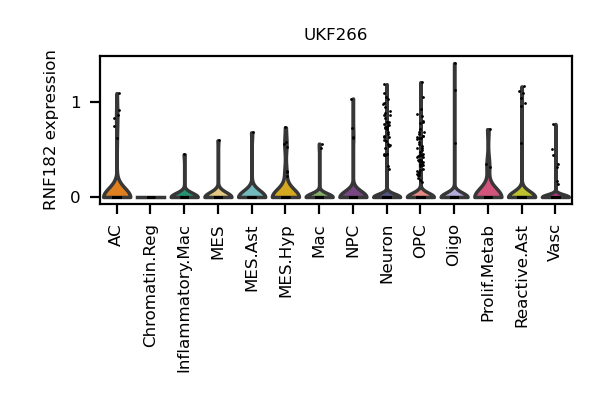 UKF266
RNF182 expression
1
0
AC
Chromatin.Reg
Inflammatory.Mac
MES
MES.Ast
MES.Hyp
Mac
NPC
Neuron
OPC
Oligo
Prolif.Metab
Reactive.Ast
Vasc